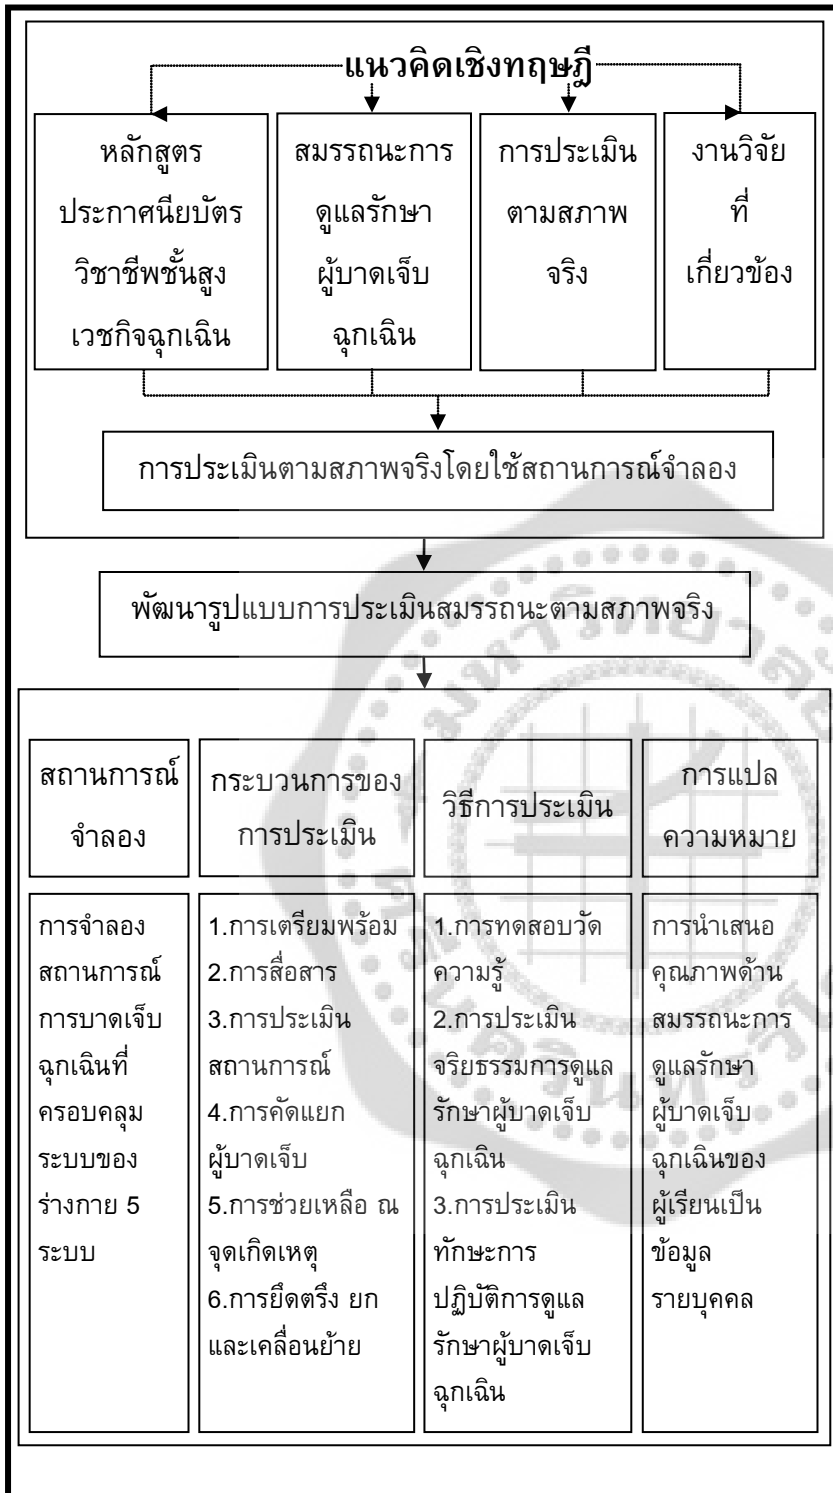 แนวคิดเชิงทฤษฎี
หลักสูตร
ประกาศนียบัตร
วิชาชีพชั้นสูง
เวชกิจฉุกเฉิน
สมรรถนะการ
ดูแลรักษา
ผู้บาดเจ็บ
ฉุกเฉิน
การประเมิน
ตามสภาพ
จริง
งานวิจัย
ที่
เกี่ยวข้อง
การประเมินตามสภาพจริงโดยใช้สถานการณ์จำลอง
พัฒนารูปแบบการประเมินสมรรถนะตามสภาพจริง
สถานการณ์
จำลอง
กระบวนการของ
การประเมิน
วิธีการประเมิน
การแปล
ความหมาย
การจำลอง
สถานการณ์
การบาดเจ็บ
ฉุกเฉินที่
ครอบคลุม
ระบบของ
ร่างกาย 5
ระบบ
1.การเตรียมพร้อม
2.การสื่อสาร
3.การประเมิน
สถานการณ์
4.การคัดแยก
ผู้บาดเจ็บ
5.การช่วยเหลือ ณ
จุดเกิดเหตุ
6.การยึดตรึง ยก
และเคลื่อนย้าย
1.การทดสอบวัด
ความรู้
2.การประเมิน
จริยธรรมการดูแล
รักษาผู้บาดเจ็บ
ฉุกเฉิน
3.การประเมิน
ทักษะการ
ปฏิบัติการดูแล
รักษาผู้บาดเจ็บ
ฉุกเฉิน
การนำเสนอ
คุณภาพด้าน
สมรรถนะการ
ดูแลรักษา
ผู้บาดเจ็บ
ฉุกเฉินของ
ผู้เรียนเป็น
ข้อมูล
รายบุคคล